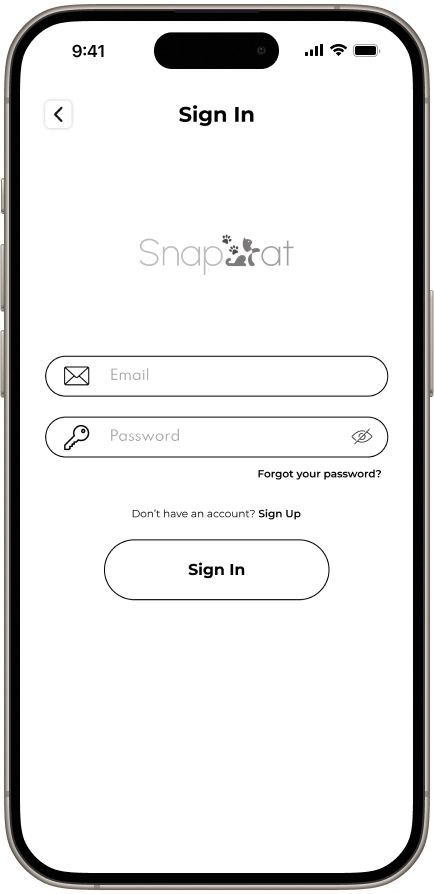 9:41
Sign In
Snap at
Email
Password
Forgot your password?
Don't have an account? Sign Up
Sign In